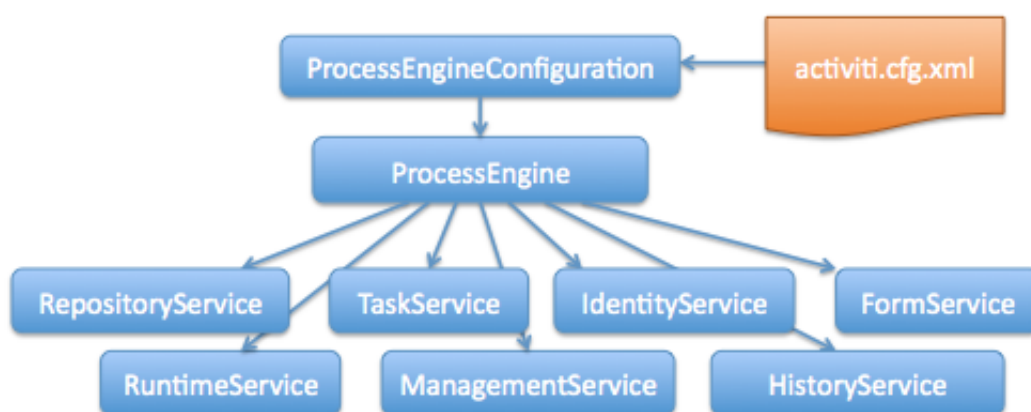 ProcessEngineConfiguration
activiti.cfg.xml
ProcessEngine
RepositoryService
TaskService
IdentityService
FormService
RuntimeService
ManagementService
HistoryService